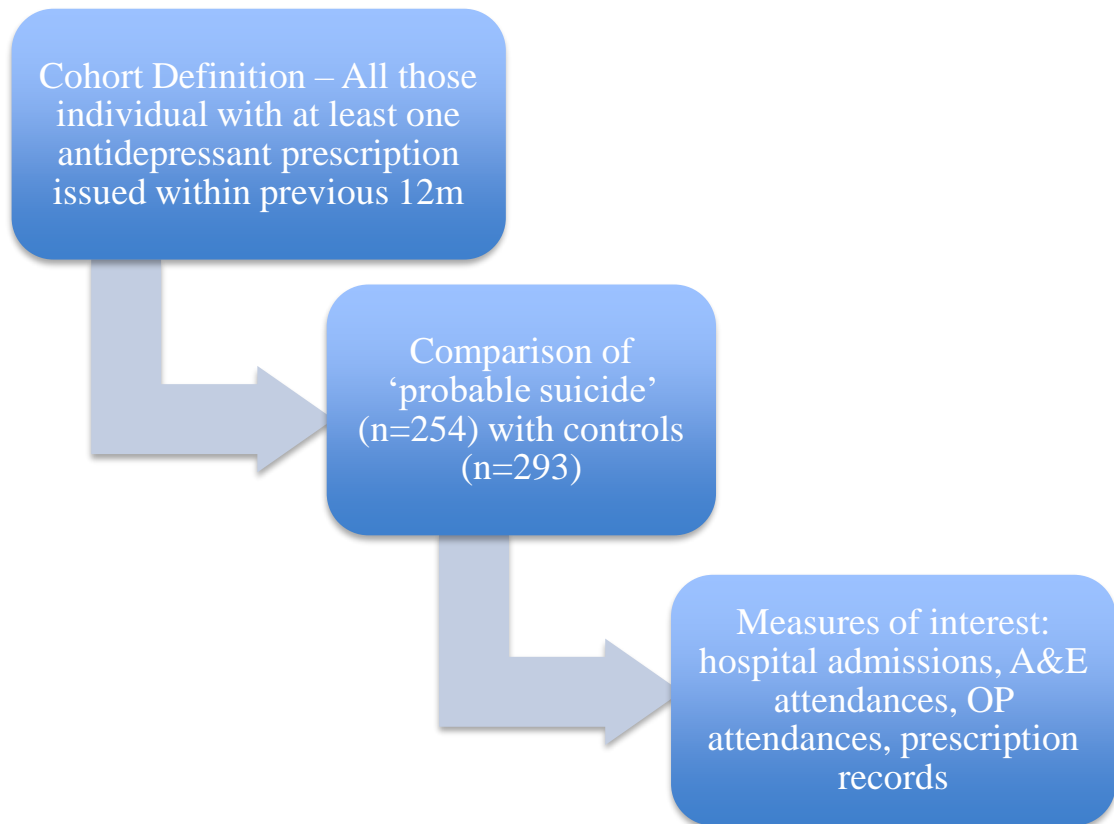 Cohort Definition – All those
individual with at least one
antidepressant prescription
issued within previous 12m
Comparison of
‘probable suicide’
(n=254) with controls
(n=293)
Measures of interest:
hospital admissions, A&E
attendances, OP
attendances, prescription
records